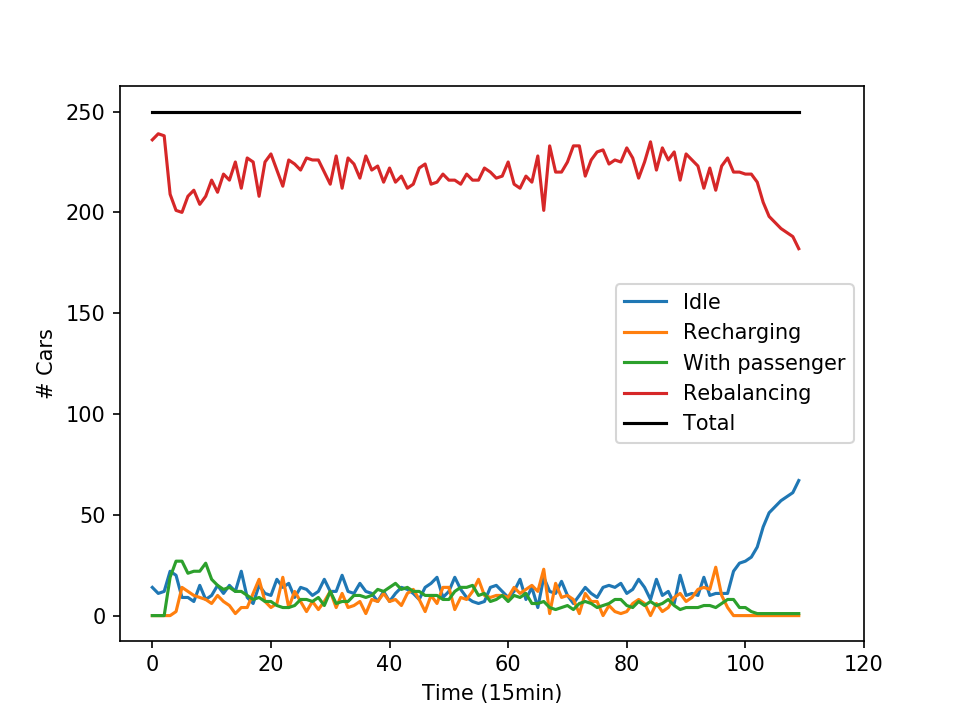 250
200
150
100
50
0
# Cars
Idle
Recharging
With passenger
Rebalancing
Total
0 20 40 60 80 100 120
Time (15min)